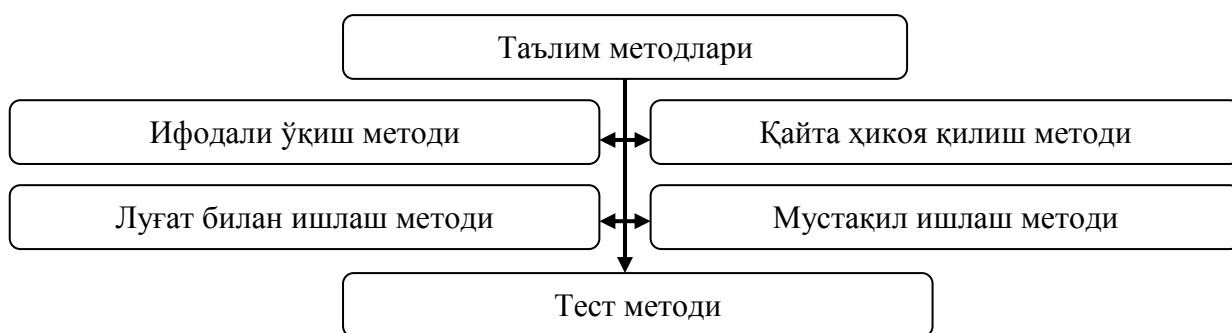 Таълим методлари
Ифодали ўқиш методи
Қайта ҳикоя қилиш методи
Луғат билан ишлаш методи
Мустақил ишлаш методи
Тест методи